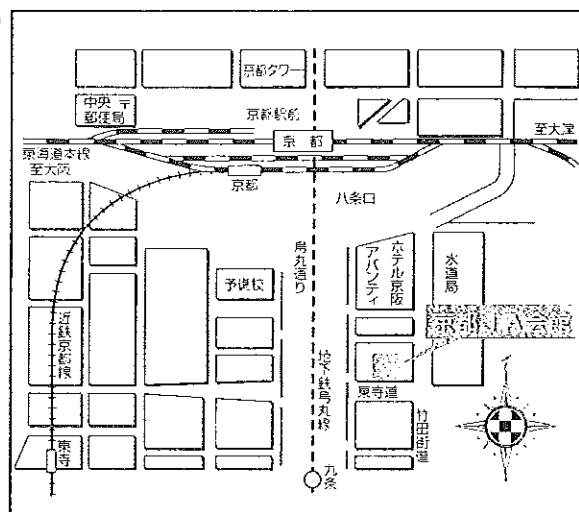 京都タワー
中央
郵便局
〒
京都駅前
京都
至大津
東海道本線
至大阪
京都
八条口
烏丸通り
予備校
ホテル京阪
アバンティ
水道局
近鉄京都線
地下鉄烏丸線
東寺道
竹田街道
東寺
九条